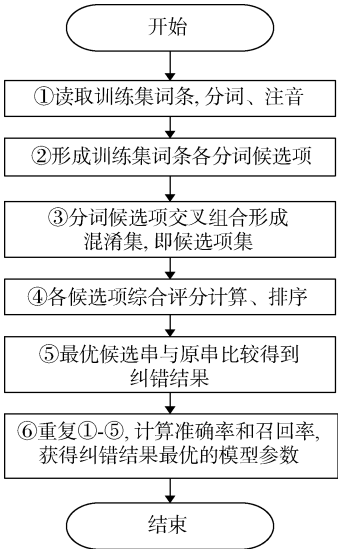 开始
①读取训练集词条, 分词、注音
②形成训练集词条各分词候选项
③分词候选项交叉组合形成
混淆集, 即候选项集
④各候选项综合评分计算、排序
⑤最优候选串与原串比较得到
纠错结果
⑥重复①-⑤, 计算准确率和召回率,
获得纠错结果最优的模型参数
结束